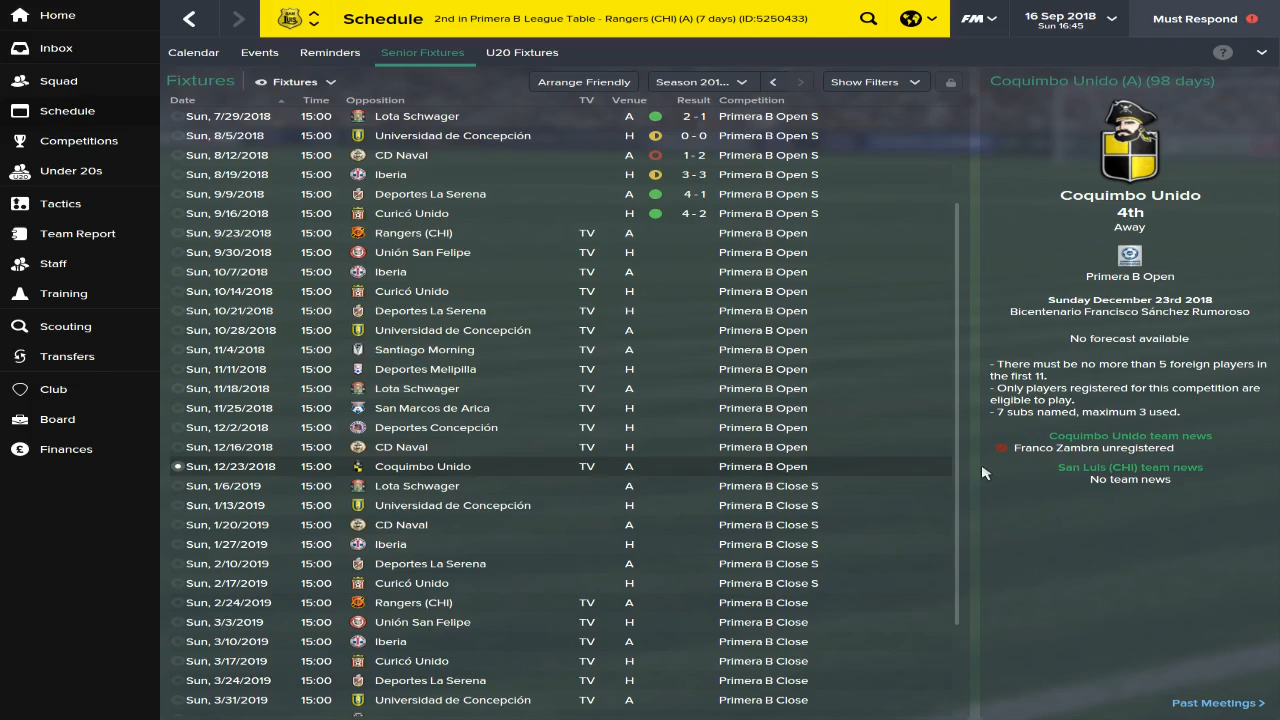 Home
Inbox
Squad
Schedule
Competitions
Under 20s
Tactics
Team Report
Staff
Training
Scouting
Transfers
Club
Board
Finances
SAN LUIS
Schedule
2nd in Primera B League Table - Rangers (CHI) (A) (7 days) (ID:5250433)
FM
16 Sep 2018
Sun 16:45
Must Respond
Calendar Events Reminders Senior Fixtures U20 Fixtures
Fixtures Fixtures Arrange Friendly Season 201... Show Filters
Date Time Opposition TV Venue Result Competition
Sun, 7/29/2018 15:00 Lota Schwager A 2 - 1 Primera B Open S
Sun, 8/5/2018 15:00 Universidad de Concepción H 0 - 0 Primera B Open S
Sun, 8/12/2018 15:00 CD Naval A 1 - 2 Primera B Open S
Sun, 8/19/2018 15:00 Iberia H 3 - 3 Primera B Open S
Sun, 9/9/2018 15:00 Deportes La Serena A 4 - 1 Primera B Open S
Sun, 9/16/2018 15:00 Curicó Unido H 4 - 2 Primera B Open S
Sun, 9/23/2018 15:00 Rangers (CHI) TV A Primera B Open
Sun, 9/30/2018 15:00 Unión San Felipe TV H Primera B Open
Sun, 10/7/2018 15:00 Iberia TV A Primera B Open
Sun, 10/14/2018 15:00 Curicó Unido TV H Primera B Open
Sun, 10/21/2018 15:00 Deportes La Serena TV H Primera B Open
Sun, 10/28/2018 15:00 Universidad de Concepción TV A Primera B Open
Sun, 11/4/2018 15:00 Santiago Morning TV A Primera B Open
Sun, 11/11/2018 15:00 Deportes Melipilla TV H Primera B Open
Sun, 11/18/2018 15:00 Lota Schwager TV A Primera B Open
Sun, 11/25/2018 15:00 San Marcos de Arica TV H Primera B Open
Sun, 12/2/2018 15:00 Deportes Concepción TV H Primera B Open
Sun, 12/16/2018 15:00 CD Naval TV H Primera B Open
Sun, 12/23/2018 15:00 Coquimbo Unido TV A Primera B Open
Sun, 1/6/2019 15:00 Lota Schwager A Primera B Close S
Sun, 1/13/2019 15:00 Universidad de Concepción H Primera B Close S
Sun, 1/20/2019 15:00 CD Naval A Primera B Close S
Sun, 1/27/2019 15:00 Iberia H Primera B Close S
Sun, 2/10/2019 15:00 Deportes La Serena A Primera B Close S
Sun, 2/17/2019 15:00 Curicó Unido H Primera B Close S
Sun, 2/24/2019 15:00 Rangers (CHI) TV A Primera B Close
Sun, 3/3/2019 15:00 Unión San Felipe TV H Primera B Close
Sun, 3/10/2019 15:00 Iberia TV A Primera B Close
Sun, 3/17/2019 15:00 Curicó Unido TV H Primera B Close
Sun, 3/24/2019 15:00 Deportes La Serena TV H Primera B Close
Sun, 3/31/2019 15:00 Universidad de Concepción TV A Primera B Close
Coquimbo Unido (A) (98 days)
Coquimbo Unido
4th
Away
Primera B Open
Sunday December 23rd 2018
Bicentenario Francisco Sánchez Rumoroso
No forecast available
- There must be no more than 5 foreign players in
the first 11.
- Only players registered for this competition are
eligible to play.
- 7 subs named, maximum 3 used.
Coquimbo Unido team news
Franco Zambra unregistered
San Luis (CHI) team news
No team news
Past Meetings >